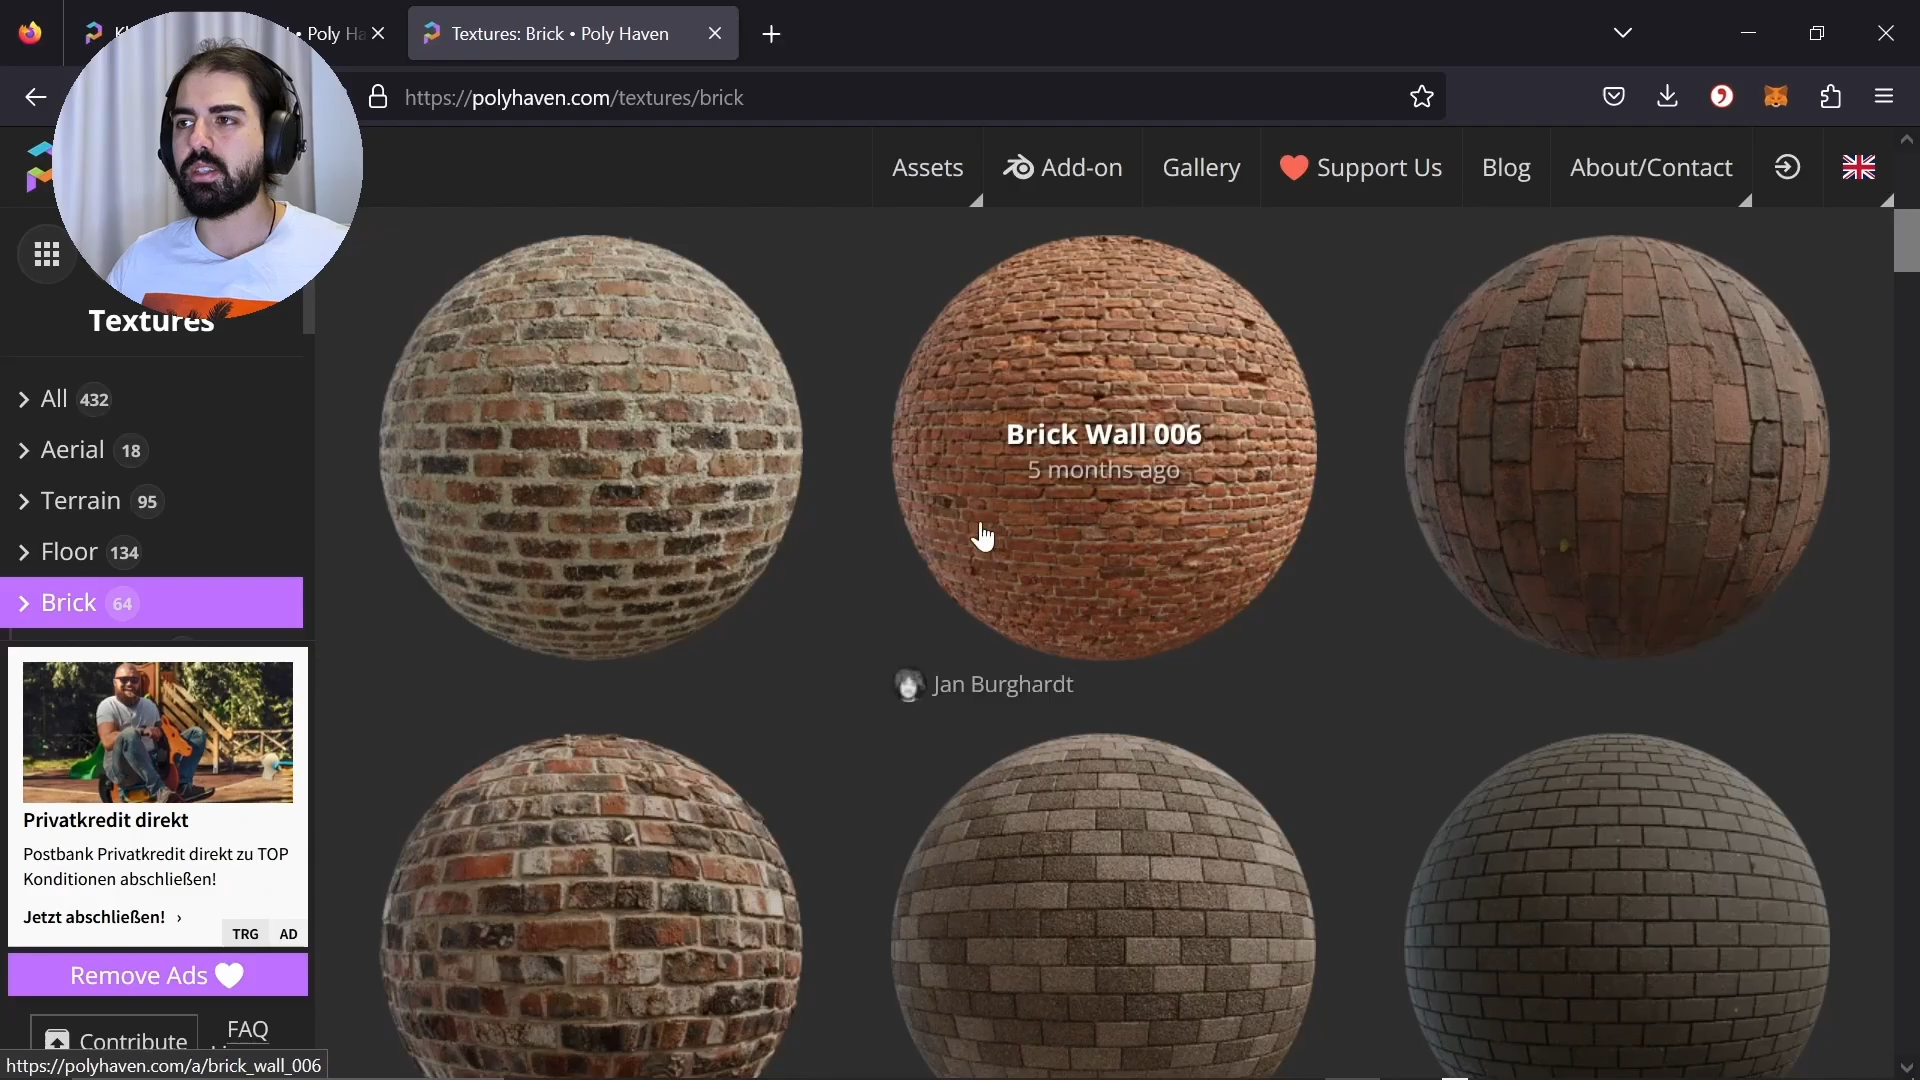 • Poly Ha
Textures: Brick • Poly Haven
https://polyhaven.com/textures/brick
Assets
Add-on
Gallery
Support Us
Blog
About/Contact
Textures
All 432
Aerial 18
Terrain 95
Floor 134
Brick 64
Brick Wall 006
5 months ago
Jan Burghardt
Privatkredit direkt
Postbank Privatkredit direkt zu TOP
Konditionen abschließen!
Jetzt abschließen! ›
TRG AD
Remove Ads
Contribute
FAQ
https://polyhaven.com/a/brick_wall_006